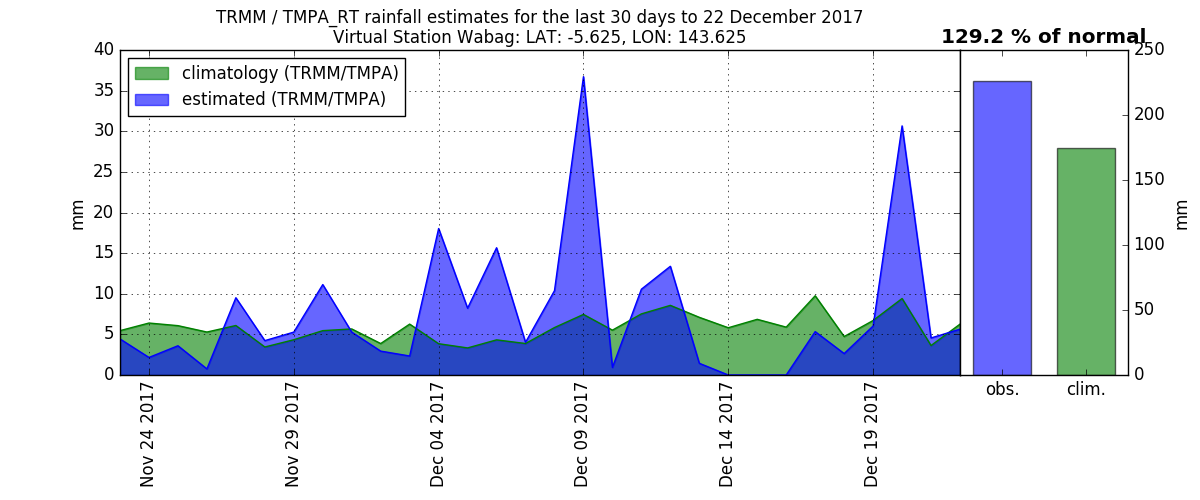 TRMM / TMPA_RT rainfall estimates for the last 30 days to 22 December 2017
Virtual Station Wabag: LAT: -5.625, LON: 143.625
129.2 % of normal
climatology (TRMM/TMPA)
estimated (TRMM/TMPA)
mm
40
35
30
25
20
15
10
5
0
Nov 24 2017
Nov 29 2017
Dec 04 2017
Dec 09 2017
Dec 14 2017
Dec 19 2017
obs.
clim.
250
200
150
100
50
0
mm